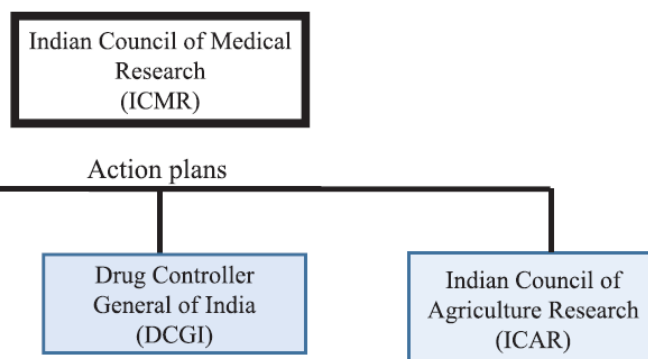 Indian Council of Medical
Research
(ICMR)
Action plans
Drug Controller
General of India
(DCGI)
Indian Council of
Agriculture Research
(ICAR)